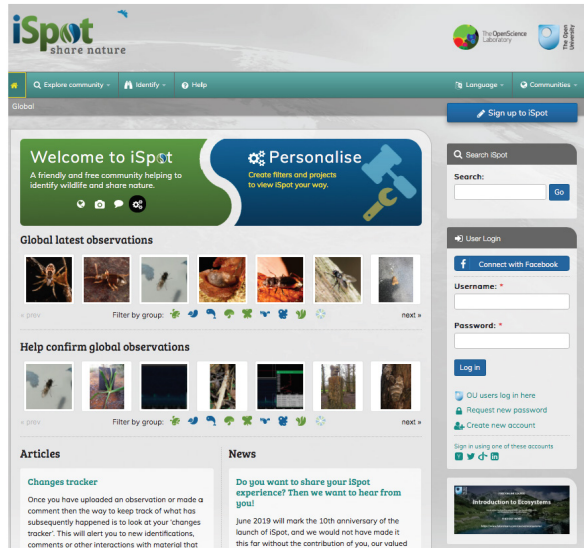 iSpot
share nature
The OpenScience
Laboratory
The Open
University
Explore community
Identify
Help
Language
Communities
Global
Sign up to iSpot
Welcome to iSpot
A friendly and free community helping to
identify wildlife and share nature.
Personalise
Create filters and projects
to view iSpot your way.
Search iSpot
Search:
Go
Global latest observations
« prev
Filter by group:
next »
User Login
Connect with Facebook
Username: *
Password: *
Log in
OU users log in here
Request new password
Create new account
Sign in using one of these accounts
Help confirm global observations
« prev
Filter by group:
next »
Articles
Changes tracker
Once you have uploaded an observation or made a
comment then the way to keep track of what has
subsequently happened is to look at your 'changes
tracker'. This will alert you to new identifications,
comments or other interactions with material that
News
Do you want to share your iSpot
experience? Then we want to hear from
you!
June 2019 will mark the 10th anniversary of the
launch of iSpot, and we would not have made it
this far without the contribution of you, our valued
Introduction to Ecosystems